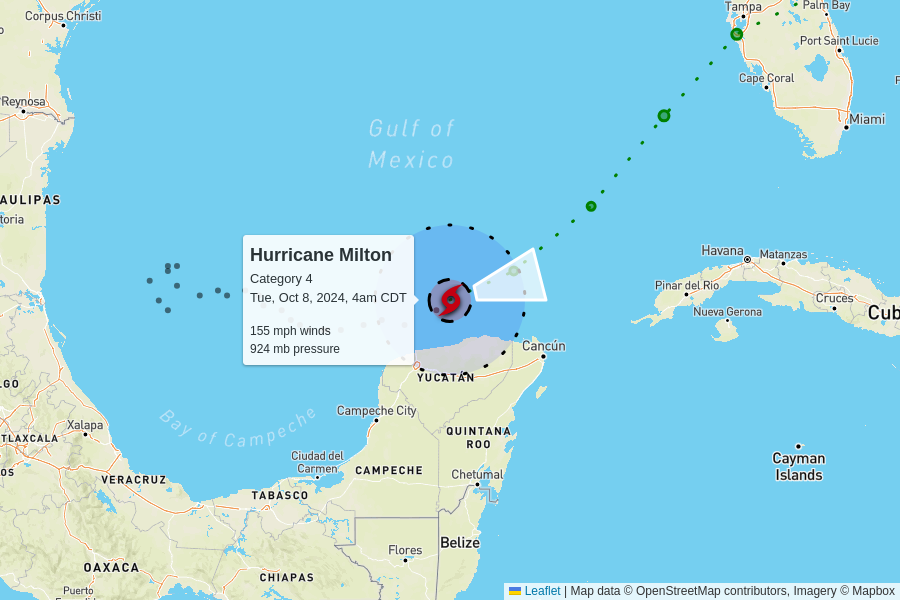 Tampa
Palm Bay
Corpus Christi
Port Saint Lucie
Cape Coral
Reynosa
Miami
Gulf of
Mexico
AULIPAS
toria
Hurricane Milton
Category 4
Tue, Oct 8, 2024, 4am CDT
155 mph winds
924 mb pressure
Havana
Matanzas
Pinar del Río
Cruces
Nueva Gerona
Cub
Cancún
YUCATÁN
LGO
Campeche City
Bay of Campeche
Xalapa
TLAXCALA
QUINTANA
ROO
Ciudad del
Carmen
CAMPECHE
Chetumal
Cayman
Islands
OS
VERACRUZ
TABASCO
Flores
Belize
OAXACA
CHIAPAS
Puerto
Leaflet | Map data © OpenStreetMap contributors, Imagery © Mapbox